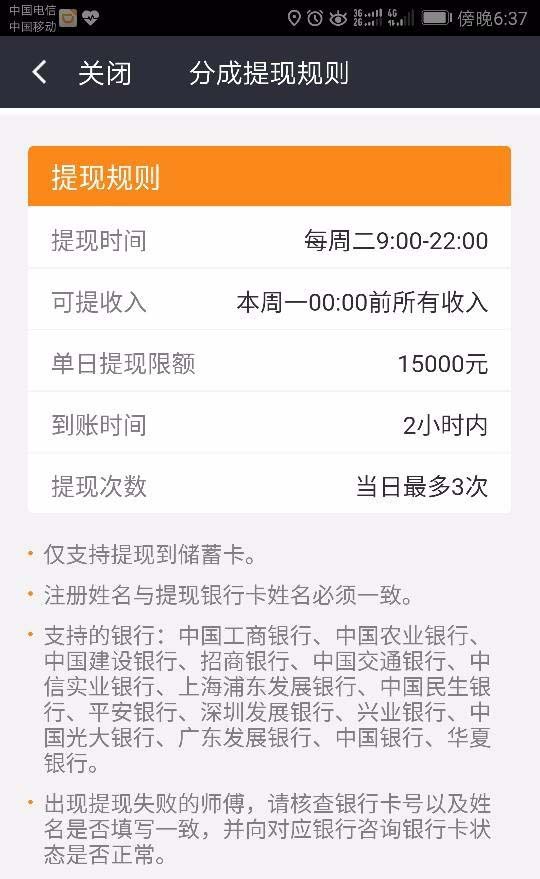 中国电信
中国移动
3G 2G 4G 2G 傍晚6:37
关闭 分成提现规则
提现规则
提现时间 每周二9:00-22:00
可提收入 本周一00:00前所有收入
单日提现限额 15000元
到账时间 2小时内
提现次数 当日最多3次
仅支持提现到储蓄卡。
注册姓名与提现银行卡姓名必须一致。
支持的银行：中国工商银行、中国农业银行、
中国建设银行、招商银行、中国交通银行、中
信实业银行、上海浦东发展银行、中国民生银
行、平安银行、深圳发展银行、兴业银行、中
国光大银行、广东发展银行、中国银行、华夏
银行。
出现提现失败的师傅，请核查银行卡号以及姓
名是否填写一致，并向对应银行咨询银行卡状
态是否正常。